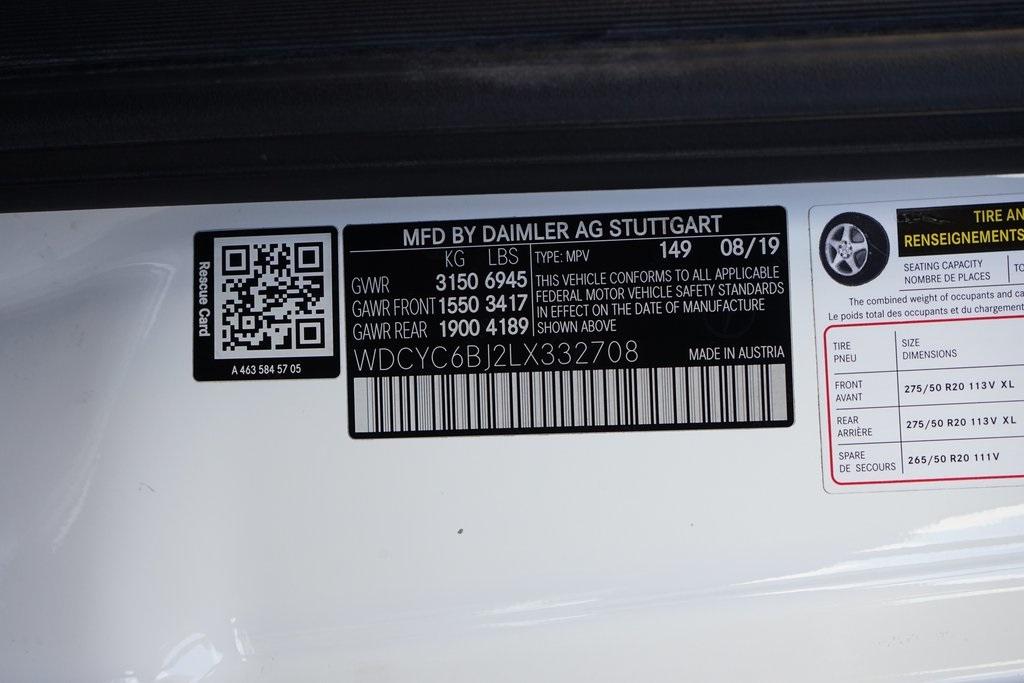 Rescue Card
A 463 584 57 05
MFD BY DAIMLER AG STUTTGART
KG LBS
GVWR 3150 6945
GAWR FRONT 1550 3417
GAWR REAR 1900 4189
TYPE: MPV 149 08/19
THIS VEHICLE CONFORMS TO ALL APPLICABLE
FEDERAL MOTOR VEHICLE SAFETY STANDARDS
IN EFFECT ON THE DATE OF MANUFACTURE
SHOWN ABOVE
WDCYC6BJ2LX332708 MADE IN AUSTRIA
TIRE AN
RENSEIGNEMENTS
SEATING CAPACITY
NOMBRE DE PLACES
TO
The combined weight of occupants and ca
Le poids total des occupants et du chargement
TIRE
PNEU
SIZE
DIMENSIONS
FRONT
AVANT
275/50 R20 113V XL
REAR
ARRIÈRE
275/50 R20 113V XL
SPARE
DE SECOURS
265/50 R20 111V